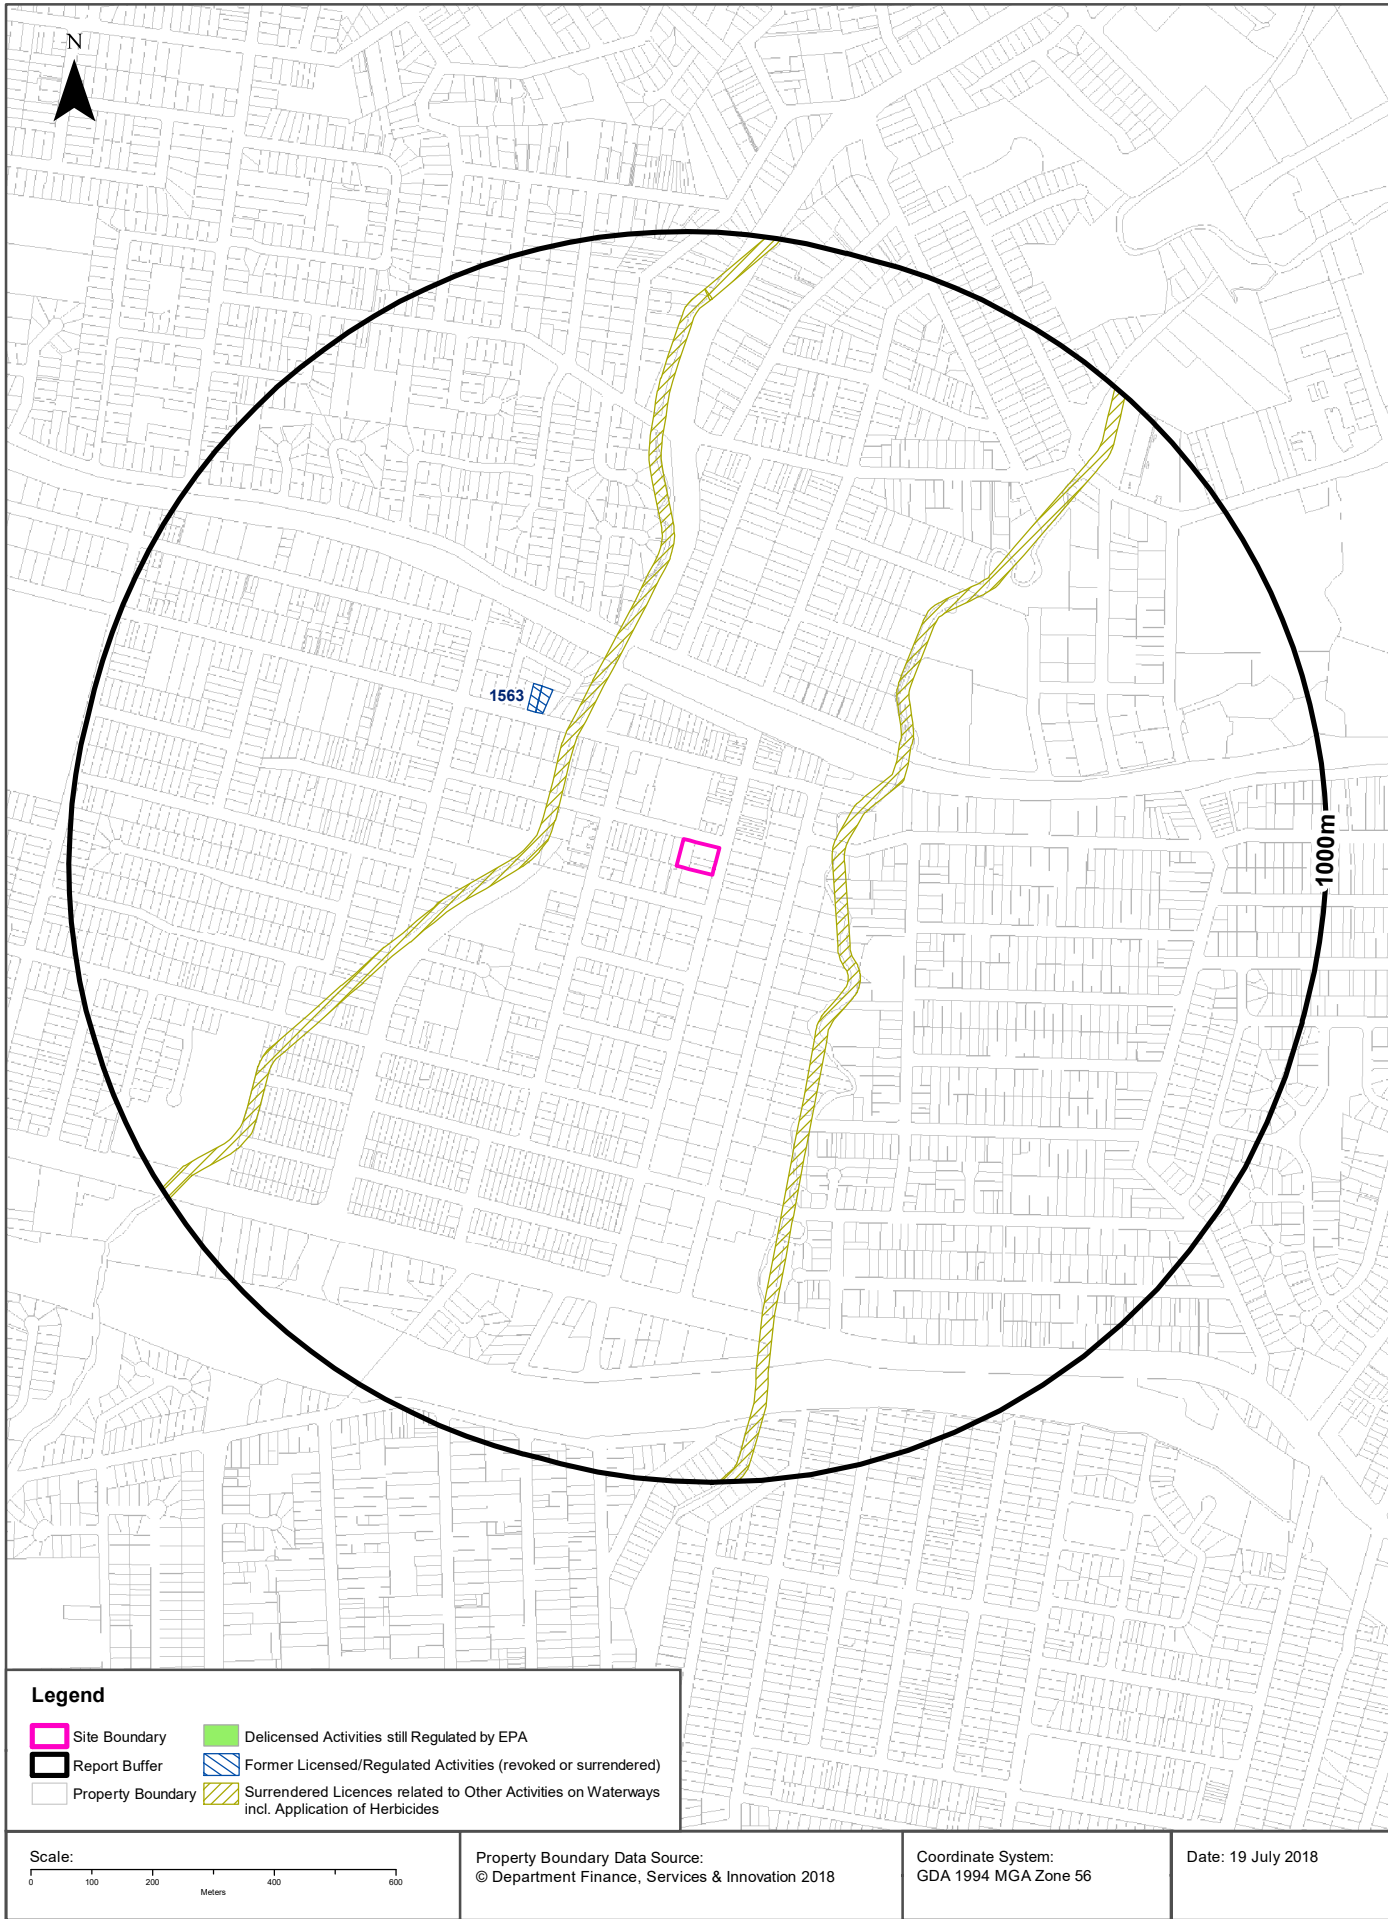 N
1563
1000m
Legend
Site Boundary
Report Buffer
Property Boundary
Delicensed Activities still Regulated by EPA
Former Licensed/Regulated Activities (revoked or surrendered)
Surrendered Licences related to Other Activities on Waterways
incl. Application of Herbicides
Scale:
0 100 200 400 600
Meters
Property Boundary Data Source:
© Department Finance, Services & Innovation 2018
Coordinate System:
GDA 1994 MGA Zone 56
Date: 19 July 2018